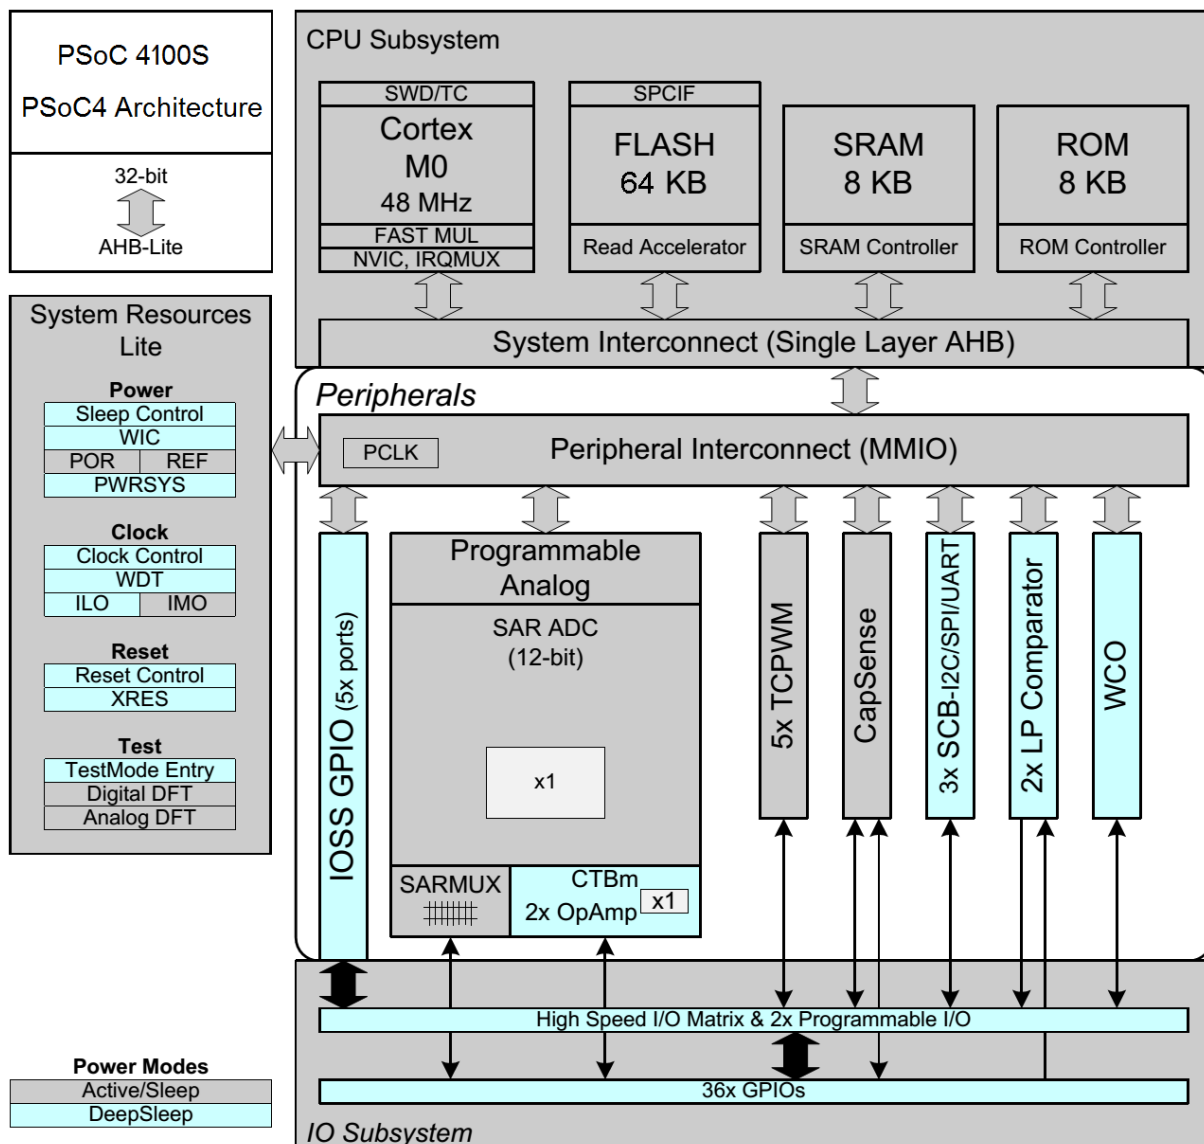 PSoC 4100S
PSoC4 Architecture
32-bit
AHB-Lite
CPU Subsystem
SWD/TC
Cortex
M0
48 MHz
FAST MUL
NVIC, IRQMUX
SPCIF
FLASH
64 KB
Read Accelerator
SRAM
8 KB
SRAM Controller
ROM
8 KB
ROM Controller
System Interconnect (Single Layer AHB)
System Resources
Lite
Power
Sleep Control
WIC
POR
REF
PWRSYS
Clock
Clock Control
WDT
ILO
IMO
Reset
Reset Control
XRES
Test
TestMode Entry
Digital DFT
Analog DFT
Peripherals
PCLK
Peripheral Interconnect (MMIO)
IOSS GPIO (5x ports)
Programmable
Analog
SAR ADC
(12-bit)
x1
SARMUX
CTBm
2x OpAmp
x1
5x TCPWM
CapSense
3x SCB-I2C/SPI/UART
2x LP Comparator
WCO
High Speed I/O Matrix & 2x Programmable I/O
36x GPIOs
IO Subsystem
Power Modes
Active/Sleep
DeepSleep